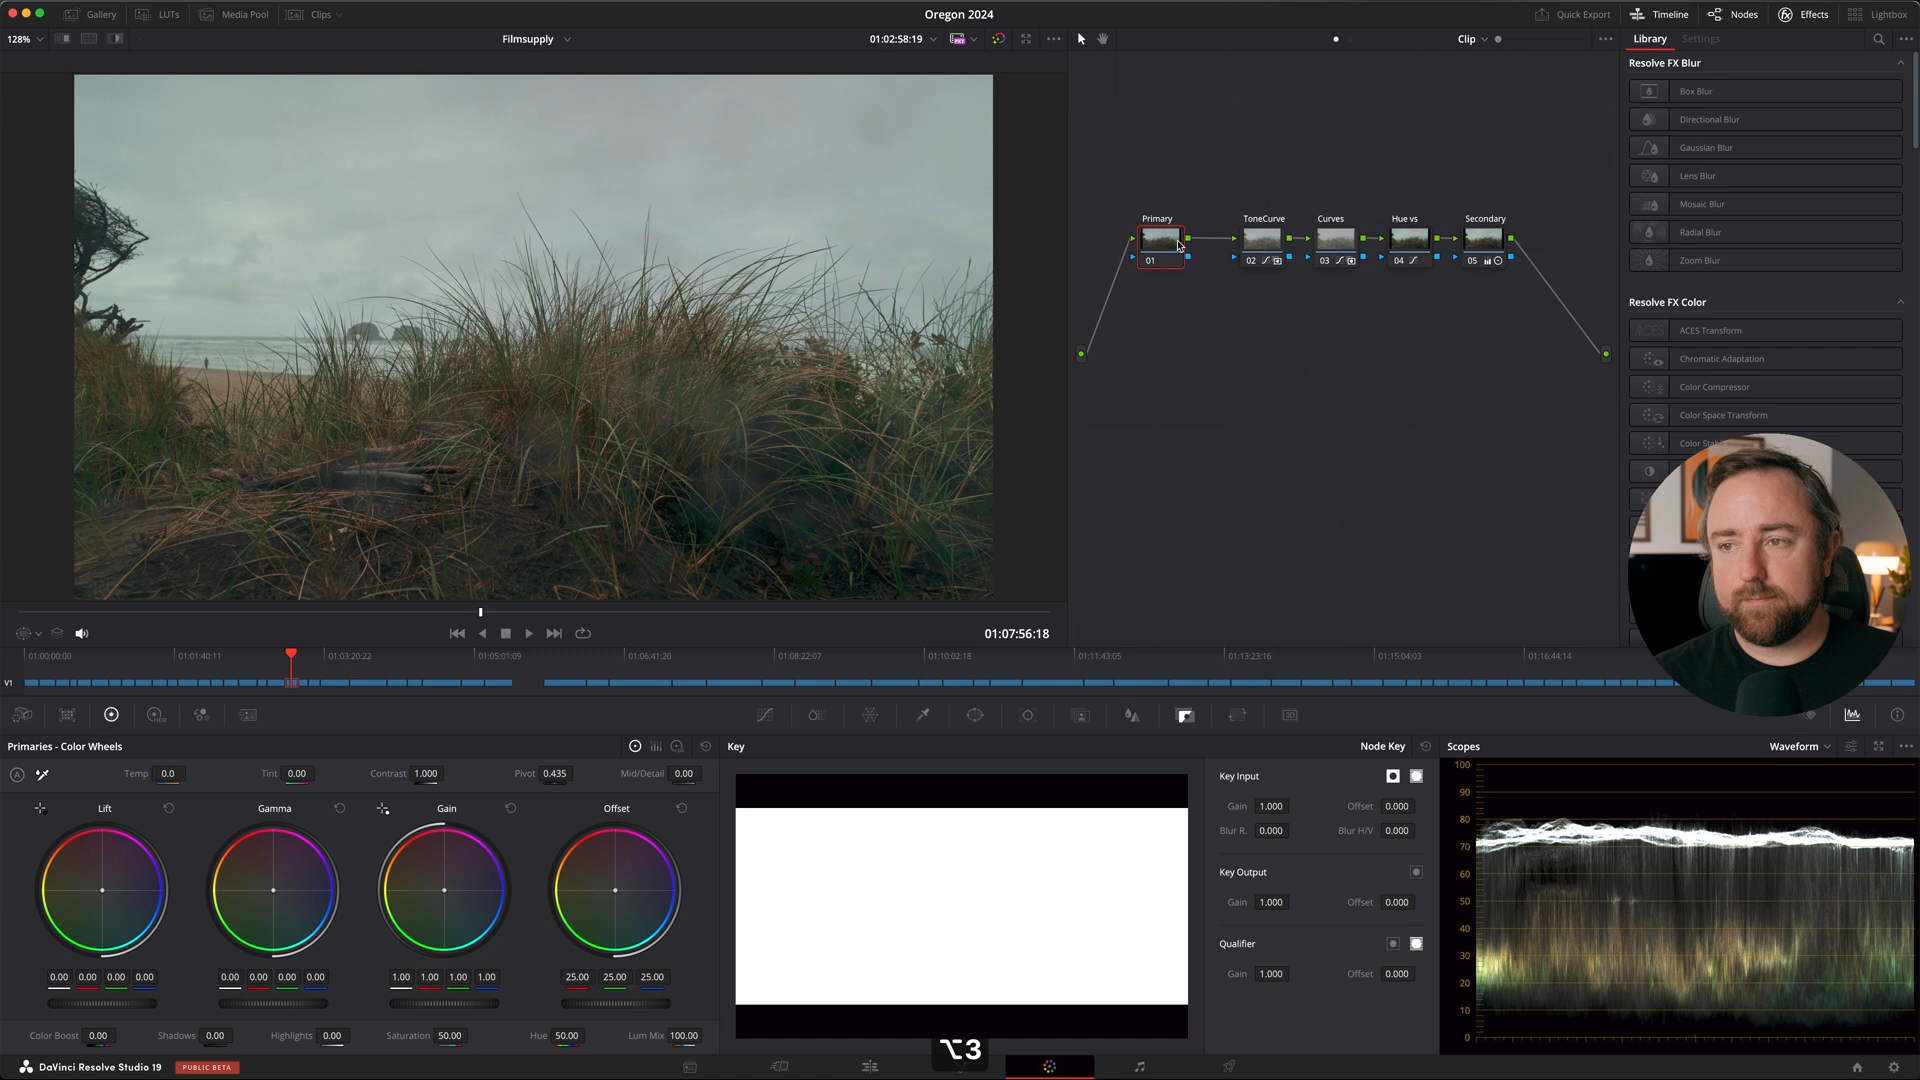 Gallery LUTs Media Pool Clips Oregon 2024 Quick Export Timeline Nodes Effects Lightbox
128% Filmsupply 01:02:58:19 Clip Library Settings
Resolve FX Blur
Box Blur
Directional Blur
Gaussian Blur
Lens Blur
Mosaic Blur
Radial Blur
Zoom Blur
Resolve FX Color
ACES Transform
Chromatic Adaptation
Color Compressor
Color Space Transform
Primary ToneCurve Curves Hue vs Secondary
01 02 03 04 05
01:07:56:18
01:00:00:00 01:01:40:11 01:03:20:22 01:05:01:09 01:06:41:20 01:08:22:07 01:10:02:18 01:11:43:05 01:13:23:16 01:15:04:03 01:16:44:14
V1
Primaries - Color Wheels
Temp 0.0 Tint 0.00 Contrast 1.000 Pivot 0.435 Mid/Detail 0.00
Lift Gamma Gain Offset
0.00 0.00 0.00 0.00 0.00 0.00 0.00 0.00 1.00 1.00 1.00 1.00 25.00 25.00 25.00
Color Boost 0.00 Shadows 0.00 Highlights 0.00 Saturation 50.00 Hue 50.00 Lum Mix 100.00
Key Node Key
Key Input
Gain 1.000 Offset 0.000
Blur R. 0.000 Blur H/V 0.000
Key Output
Gain 1.000 Offset 0.000
Qualifier
Gain 1.000 Offset 0.000
Scopes Waveform
100
90
80
70
60
50
40
30
20
10
0
⌥3
DaVinci Resolve Studio 19 PUBLIC BETA